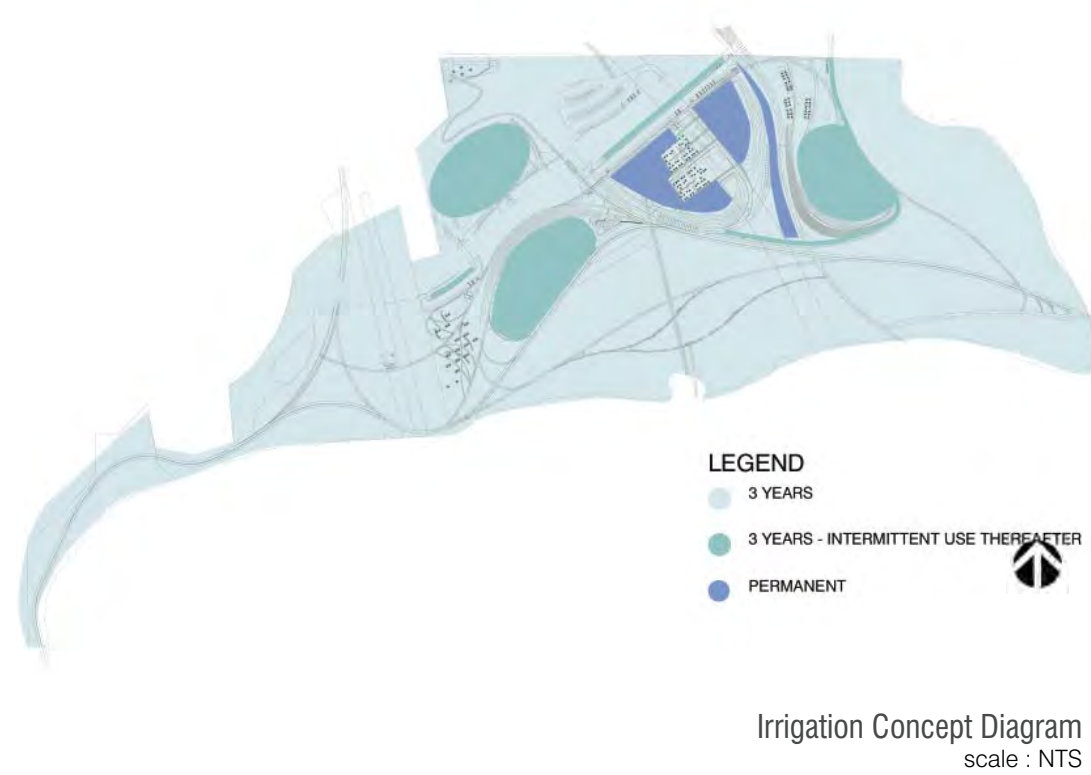 LEGEND
3 YEARS
3 YEARS - INTERMITTENT USE THEREAFTER
PERMANENT
Irrigation Concept Diagram
scale : NTS